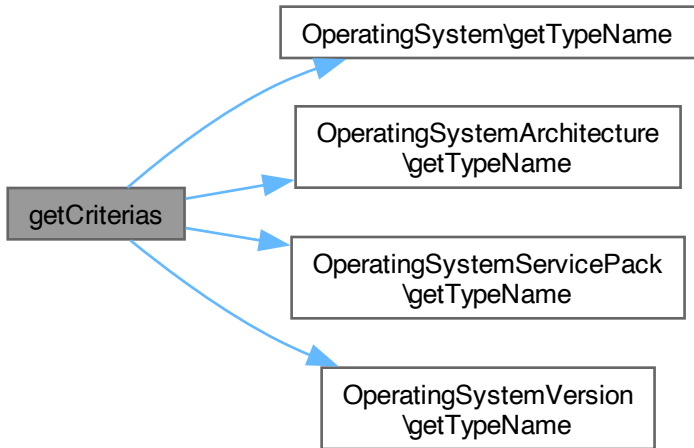 OperatingSystem\getTypeName
OperatingSystemArchitecture
\getTypeName
getCriterias
OperatingSystemServicePack
\getTypeName
OperatingSystemVersion
\getTypeName